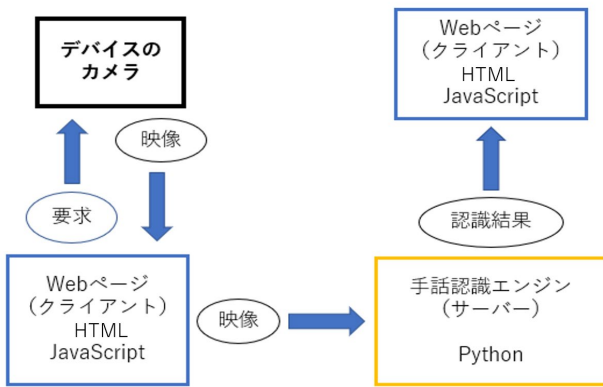 デバイスの
カメラ
映像
要求
Webページ
（クライアント）
HTML
JavaScript
映像
手話認識エンジン
（サーバー）
Python
認識結果
Webページ
（クライアント）
HTML
JavaScript